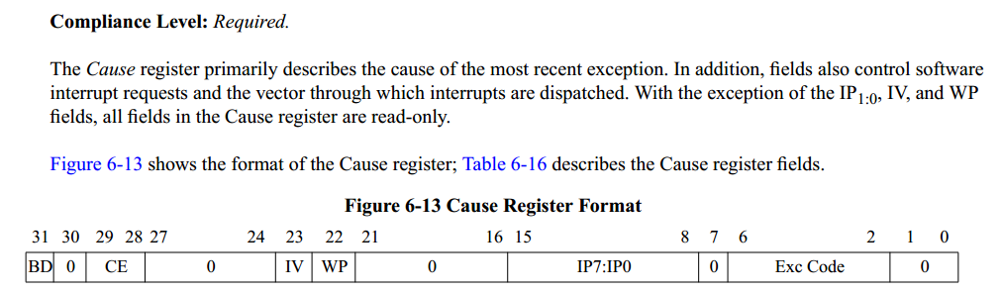 Compliance Level: Required.
The Cause register primarily describes the cause of the most recent exception. In addition, fields also control software
interrupt requests and the vector through which interrupts are dispatched. With the exception of the IP1:0, IV, and WP
fields, all fields in the Cause register are read-only.
Figure 6-13 shows the format of the Cause register; Table 6-16 describes the Cause register fields.
Figure 6-13 Cause Register Format
31 30 29 28 27 24 23 22 21 16 15 8 7 6 2 1 0
BD 0 CE 0 IV WP 0 IP7:IP0 0 Exc Code 0